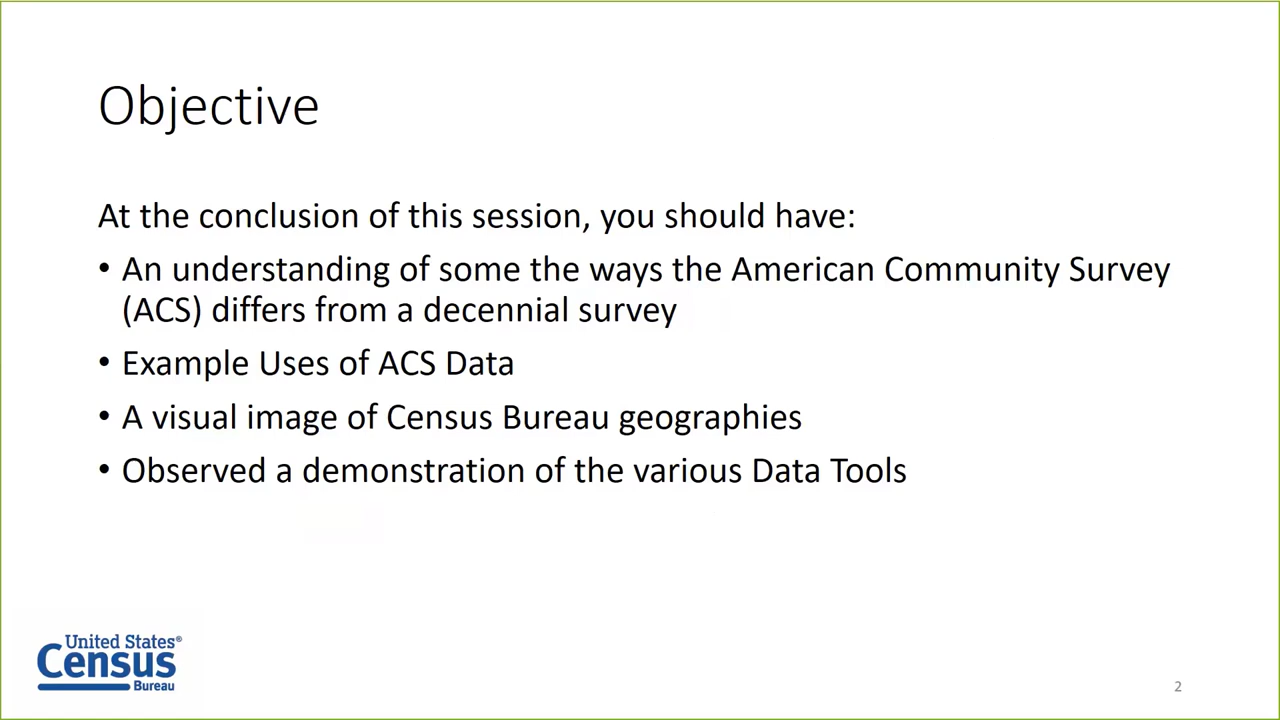 Objective
At the conclusion of this session, you should have:
• An understanding of some the ways the American Community Survey
(ACS) differs from a decennial survey
• Example Uses of ACS Data
• A visual image of Census Bureau geographies
• Observed a demonstration of the various Data Tools
United States®
Census
Bureau
2